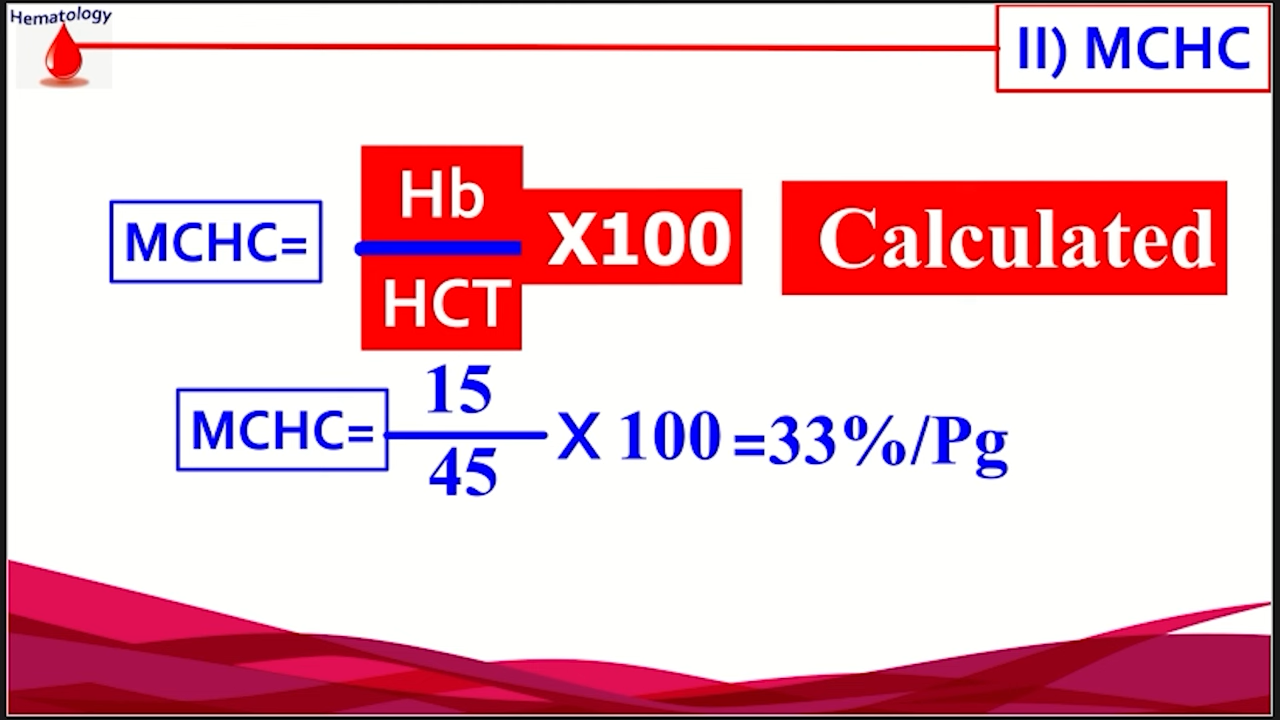 Hematology
II) MCHC
Hb
MCHC= X100 Calculated
HCT
15
MCHC= X 100 =33%/Pg
45